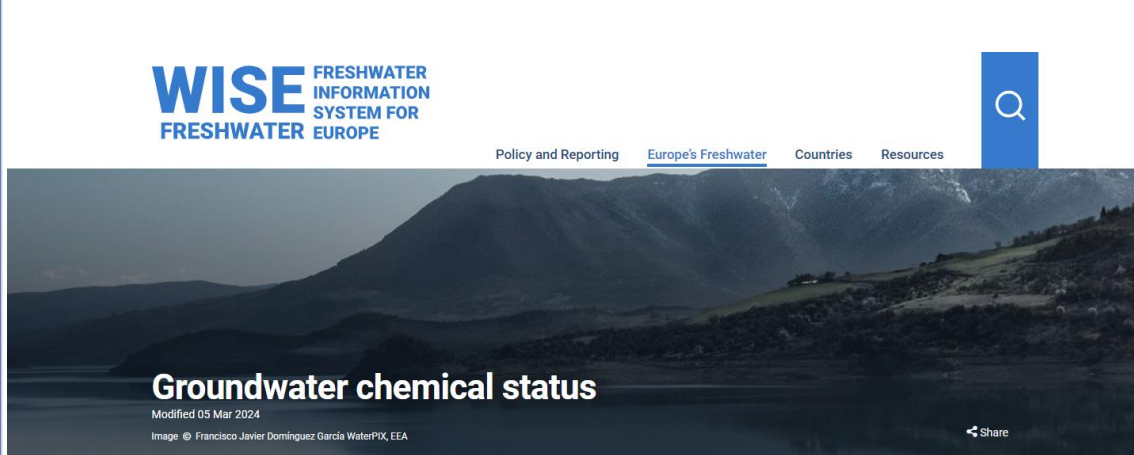 WISE FRESHWATER
FRESHWATER INFORMATION SYSTEM FOR EUROPE
Policy and Reporting Europe's Freshwater Countries Resources
Groundwater chemical status
Modified 05 Mar 2024
Image © Francisco Javier Domínguez García WaterPIX, EEA
Share